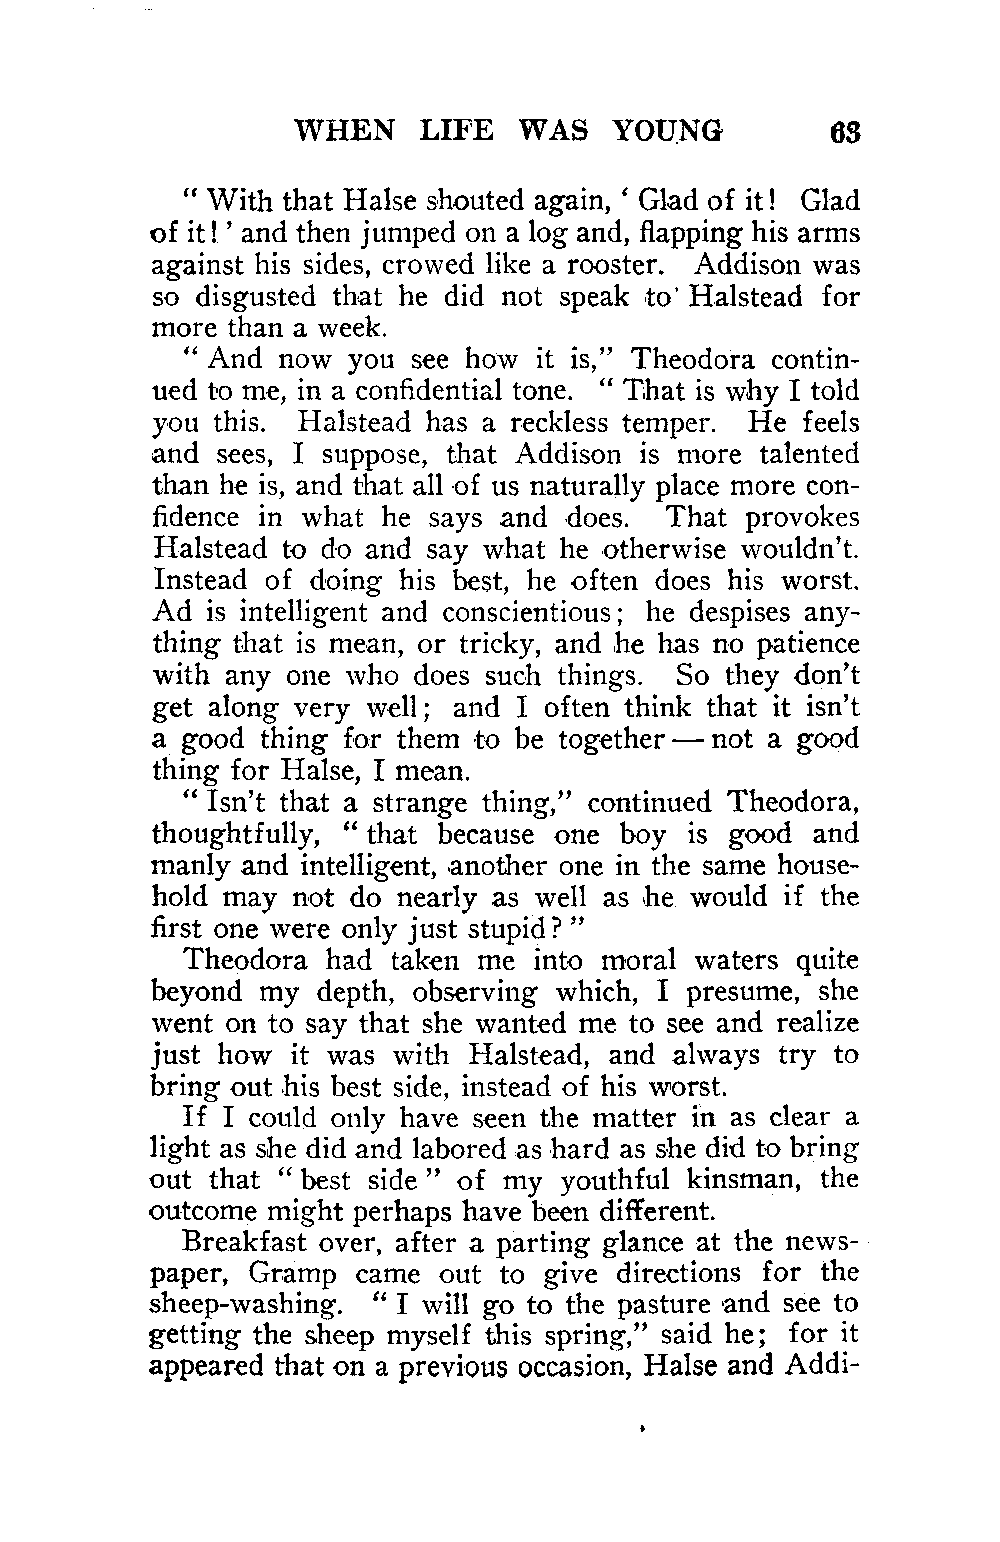 WHEN LIFE WAS YOUNG 63
" With that Halse shouted again, ' Glad of it! Glad
of it! ' and then jumped on a log and, flapping his arms
against his sides, crowed like a rooster. Addison was
so disgusted that he did not speak to Halstead for
more than a week.
" And now you see how it is," Theodora contin-
ued to me, in a confidential tone. " That is why I told
you this. Halstead has a reckless temper. He feels
and sees, I suppose, that Addison is more talented
than he is, and that all of us naturally place more con-
fidence in what he says and does. That provokes
Halstead to do and say what he otherwise wouldn't.
Instead of doing his best, he often does his worst.
Ad is intelligent and conscientious; he despises any-
thing that is mean, or tricky, and he has no patience
with any one who does such things. So they don't
get along very well; and I often think that it isn't
a good thing for them to be together — not a good
thing for Halse, I mean.
" Isn't that a strange thing," continued Theodora,
thoughtfully, " that because one boy is good and
manly and intelligent, another one in the same house-
hold may not do nearly as well as he would if the
first one were only just stupid? "
Theodora had taken me into moral waters quite
beyond my depth, observing which, I presume, she
went on to say that she wanted me to see and realize
just how it was with Halstead, and always try to
bring out his best side, instead of his worst.
If I could only have seen the matter in as clear a
light as she did and labored as hard as she did to bring
out that " best side " of my youthful kinsman, the
outcome might perhaps have been different.
Breakfast over, after a parting glance at the news-
paper, Gramp came out to give directions for the
sheep-washing. " I will go to the pasture and see to
getting the sheep myself this spring," said he; for it
appeared that on a previous occasion, Halse and Addi-